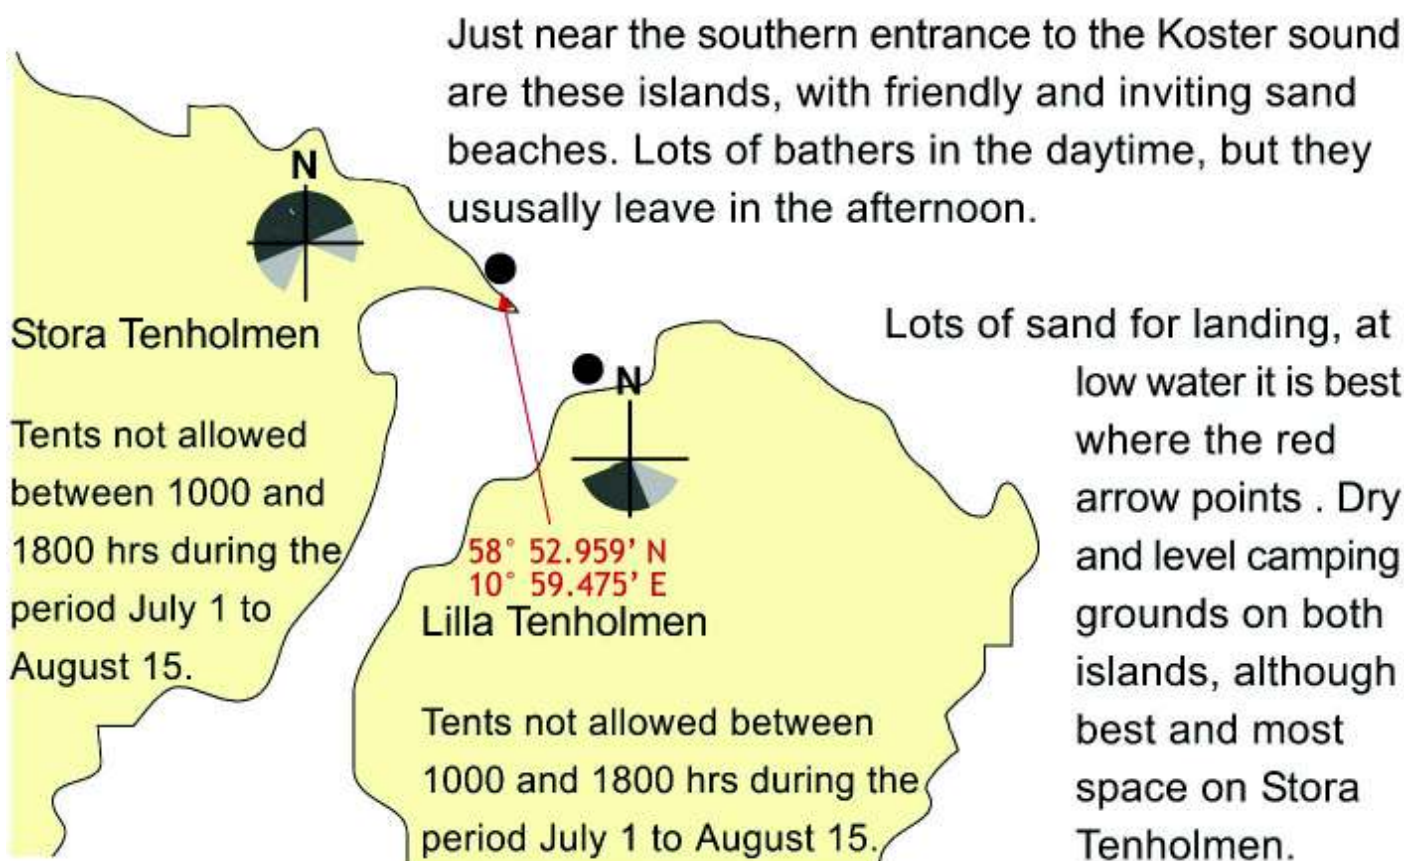 Just near the southern entrance to the Koster sound
are these islands, with friendly and inviting sand
beaches. Lots of bathers in the daytime, but they
ususally leave in the afternoon.
N
Stora Tenholmen
Tents not allowed
between 1000 and
1800 hrs during the
period July 1 to
August 15.
Lots of sand for landing, at
low water it is best
where the red
arrow points . Dry
and level camping
grounds on both
islands, although
best and most
space on Stora
Tenholmen.
N
58° 52.959’ N
10° 59.475’ E
Lilla Tenholmen
Tents not allowed between
1000 and 1800 hrs during the
period July 1 to August 15.